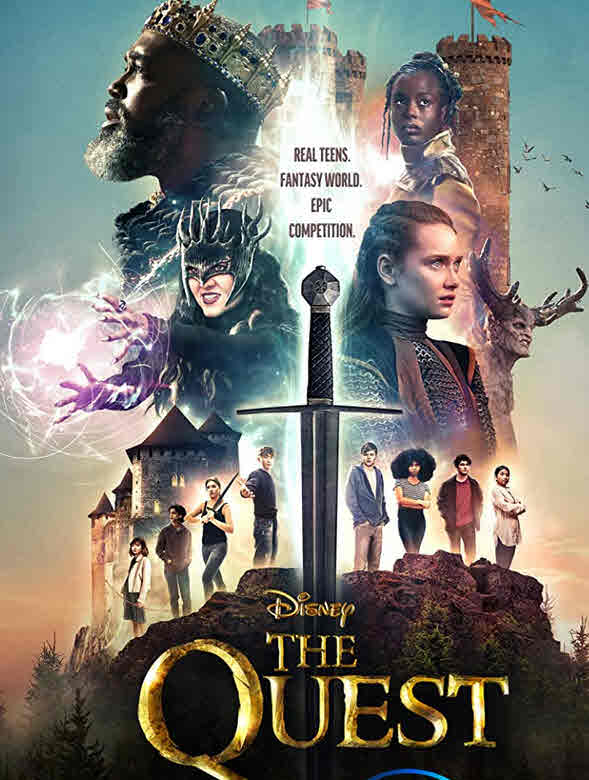 REAL TEENS.
FANTASY WORLD.
EPIC
COMPETITION.
Disney
THE
QUEST